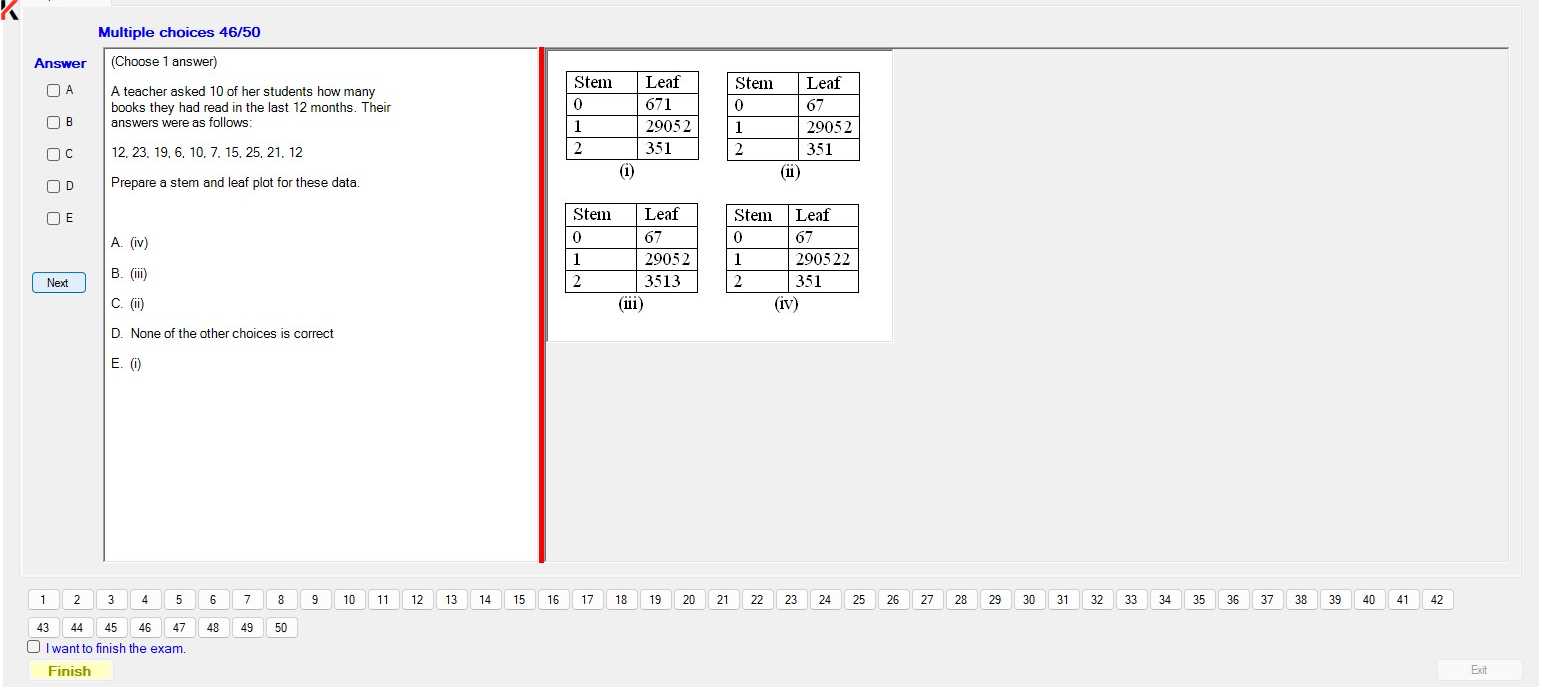 Multiple choices 46/50
Answer
A
B
C
D
E
Next
(Choose 1 answer)
A teacher asked 10 of her students how many
books they had read in the last 12 months. Their
answers were as follows:
12, 23, 19, 6, 10, 7, 15, 25, 21, 12
Prepare a stem and leaf plot for these data.
A. (iv)
B. (iii)
C. (ii)
D. None of the other choices is correct
E. (i)
Stem Leaf
0 671
1 29052
2 351
(i)
Stem Leaf
0 67
1 29052
2 351
(ii)
Stem Leaf
0 67
1 29052
2 3513
(iii)
Stem Leaf
0 67
1 290522
2 351
(iv)
1 2 3 4 5 6 7 8 9 10 11 12 13 14 15 16 17 18 19 20 21 22 23 24 25 26 27 28 29 30 31 32 33 34 35 36 37 38 39 40 41 42
43 44 45 46 47 48 49 50
I want to finish the exam.
Finish
Exit